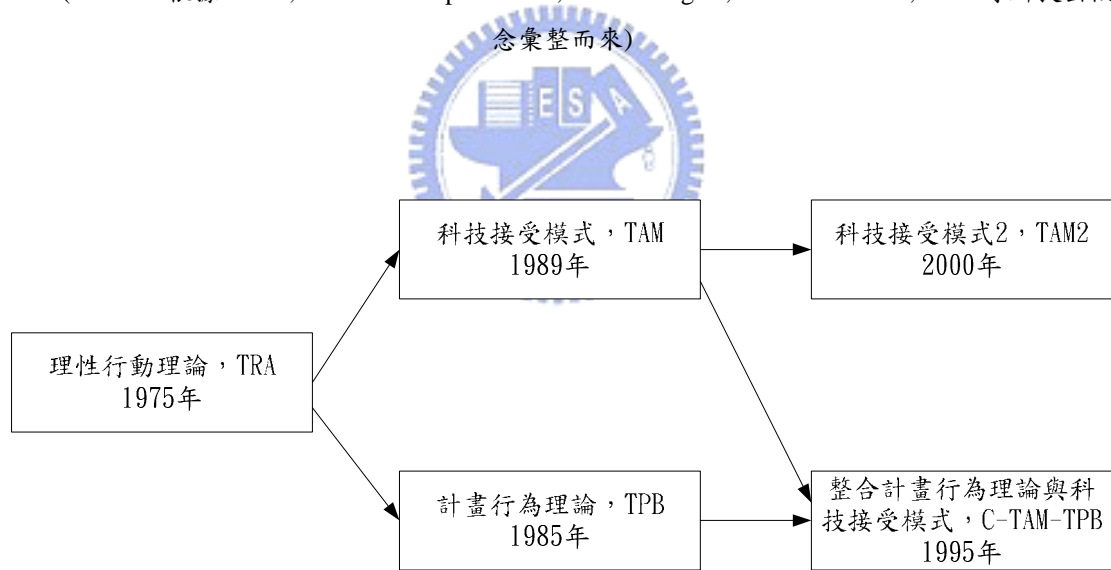 念彙整而來)
E S A
科技接受模式，TAM
1989年
科技接受模式2，TAM2
2000年
理性行動理論，TRA
1975年
計畫行為理論，TPB
1985年
整合計畫行為理論與科
技接受模式，C-TAM-TPB
1995年